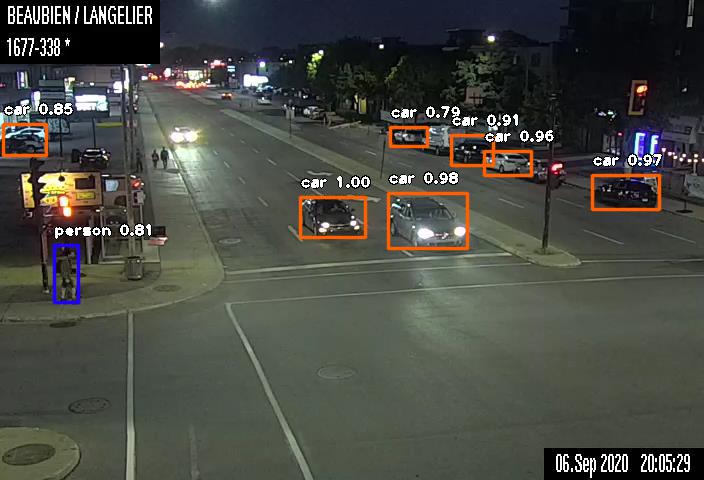 BEAUBIEN / LANGELIER
1677-338 *
car 0.85
car 0.79
car 0.91
car 0.96
car 0.97
car 1.00
car 0.98
person 0.81
06.Sep 2020 20:05:29